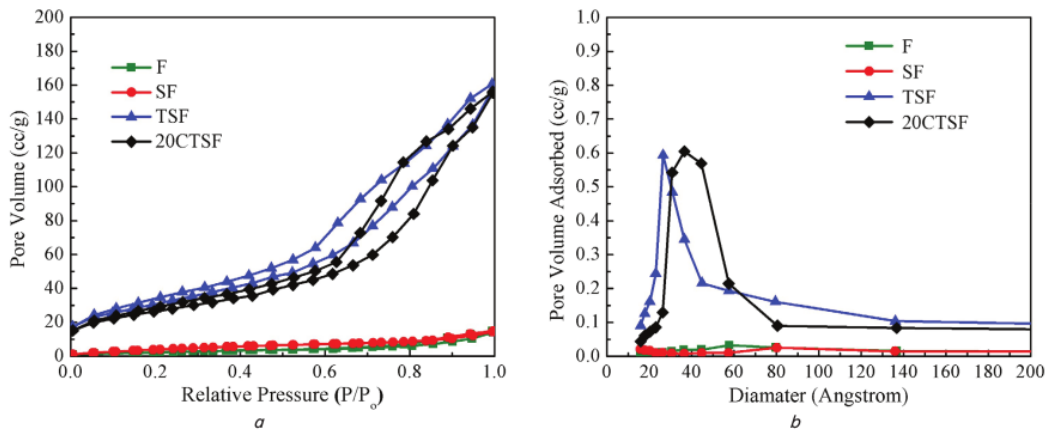 200
180
160
140
120
100
80
60
40
20
0
Pore Volume (cc/g)
F
SF
TSF
20CTSF
0.0 0.2 0.4 0.6 0.8 1.0
Relative Pressure (P/Po)
a
1.0
0.9
0.8
0.7
0.6
0.5
0.4
0.3
0.2
0.1
0.0
Pore Volume Adsorbed (cc/g)
F
SF
TSF
20CTSF
0 20 40 60 80 100 120 140 160 180 200
Diamater (Angstrom)
b